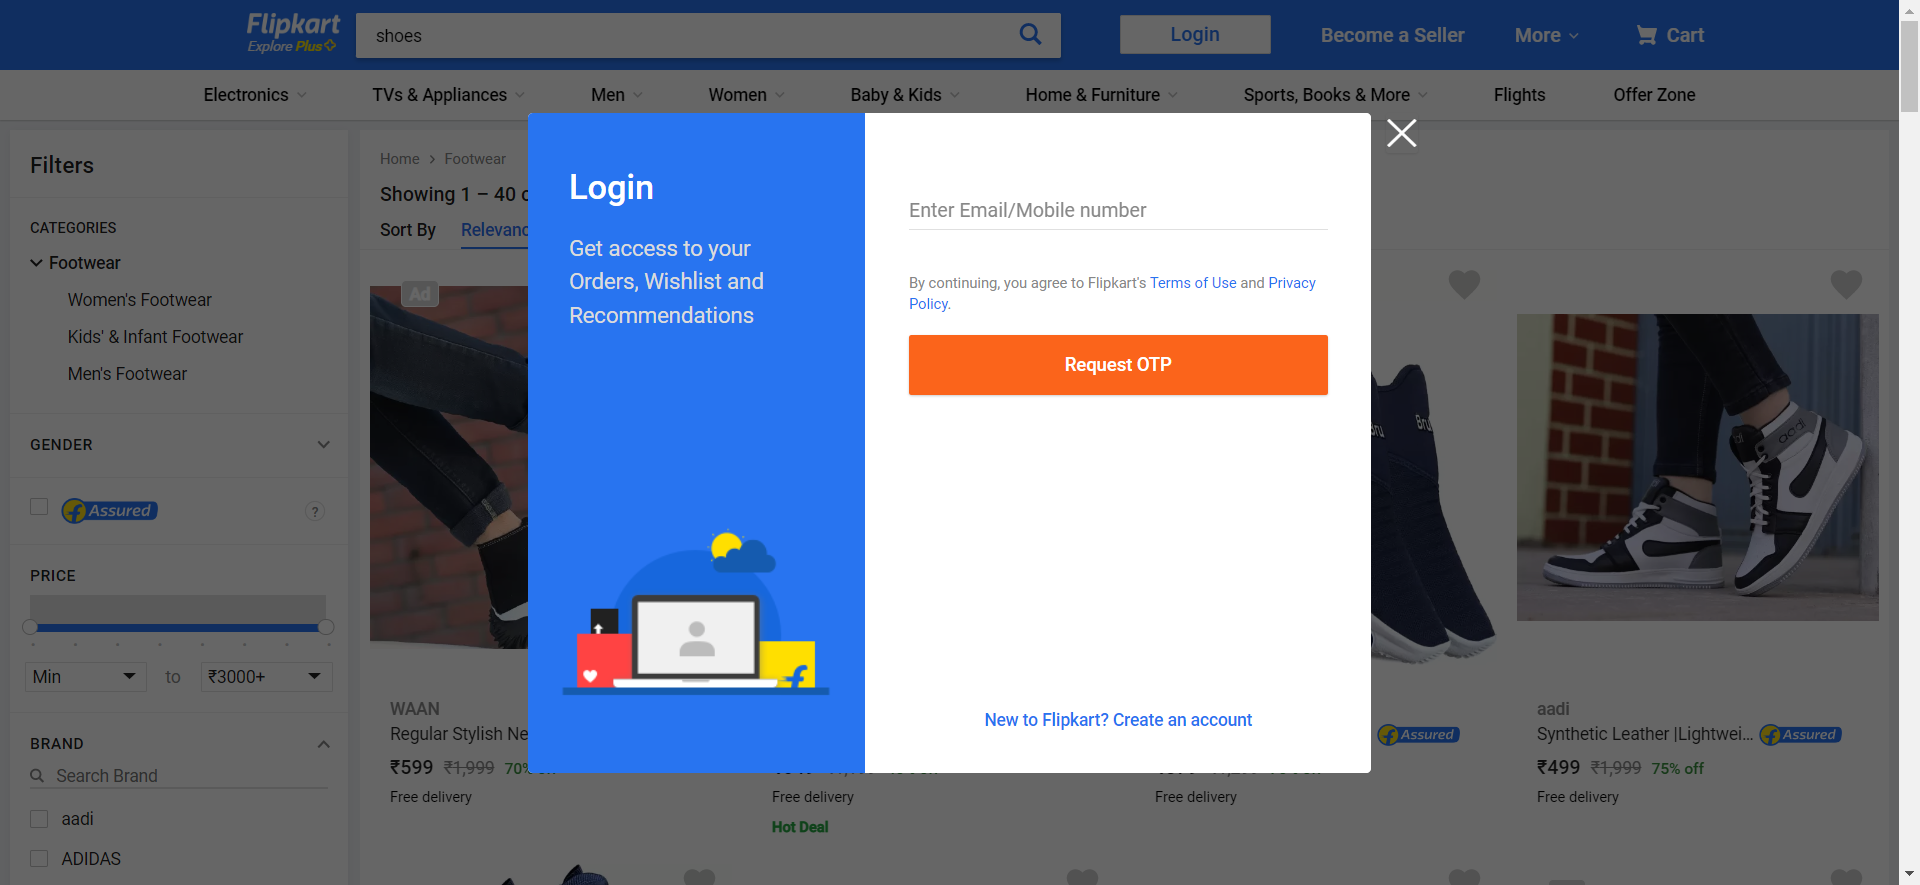 Flipkart
Explore Plus
shoes
Login
Become a Seller
More
Cart
Electronics
TVs & Appliances
Men
Women
Baby & Kids
Home & Furniture
Sports, Books & More
Flights
Offer Zone
Filters
CATEGORIES
Footwear
Women's Footwear
Kids' & Infant Footwear
Men's Footwear
GENDER
Assured
?
PRICE
Min
to
₹3000+
BRAND
Search Brand
aadi
ADIDAS
Home
Footwear
Showing 1 – 40
Sort By
Ad
Login
Get access to your
Orders, Wishlist and
Recommendations
Enter Email/Mobile number
By continuing, you agree to Flipkart's Terms of Use and Privacy
Policy.
Request OTP
New to Flipkart? Create an account
aadi
WAAN
Regular Stylish
₹599 ₹1,999 70%
Free delivery
Free delivery
Hot Deal
Assured
Free delivery
aadi
Synthetic Leather |Lightwei...
Assured
₹499 ₹1,999 75% off
Free delivery